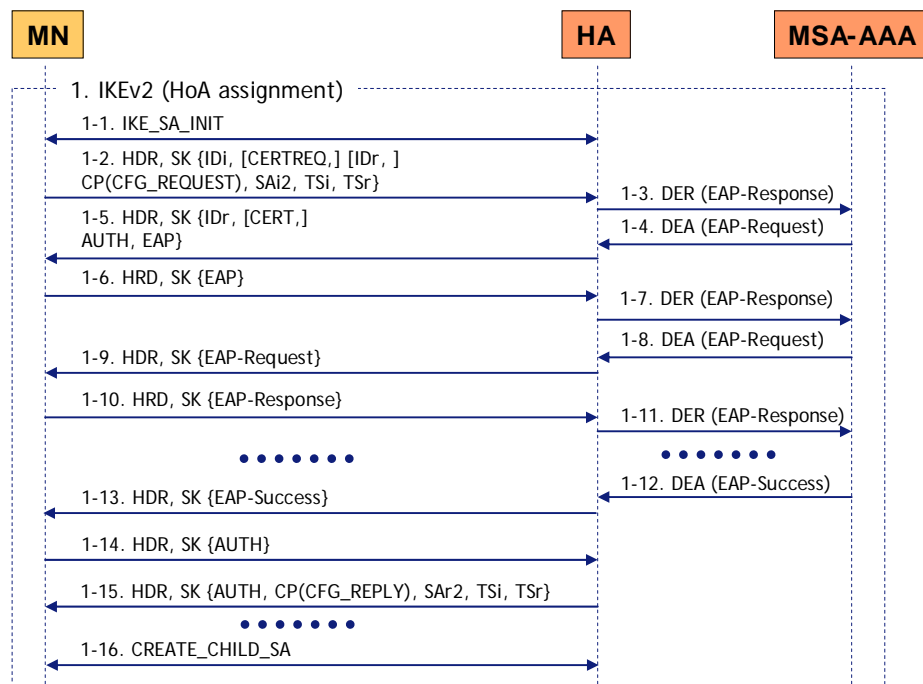 MN
HA
MSA-AAA
1. IKEv2 (HoA assignment)
1-1. IKE_SA_INIT
1-2. HDR, SK {IDi, [CERTREQ,] [IDr, ]
CP(CFG_REQUEST), SAi2, TSi, TSr}
1-3. DER (EAP-Response)
1-5. HDR, SK {IDr, [CERT,]
AUTH, EAP}
1-4. DEA (EAP-Request)
1-6. HRD, SK {EAP}
1-7. DER (EAP-Response)
1-8. DEA (EAP-Request)
1-9. HDR, SK {EAP-Request}
1-10. HRD, SK {EAP-Response}
1-11. DER (EAP-Response)
1-12. DEA (EAP-Success)
1-13. HDR, SK {EAP-Success}
1-14. HDR, SK {AUTH}
1-15. HDR, SK {AUTH, CP(CFG_REPLY), SAr2, TSi, TSr}
1-16. CREATE_CHILD_SA